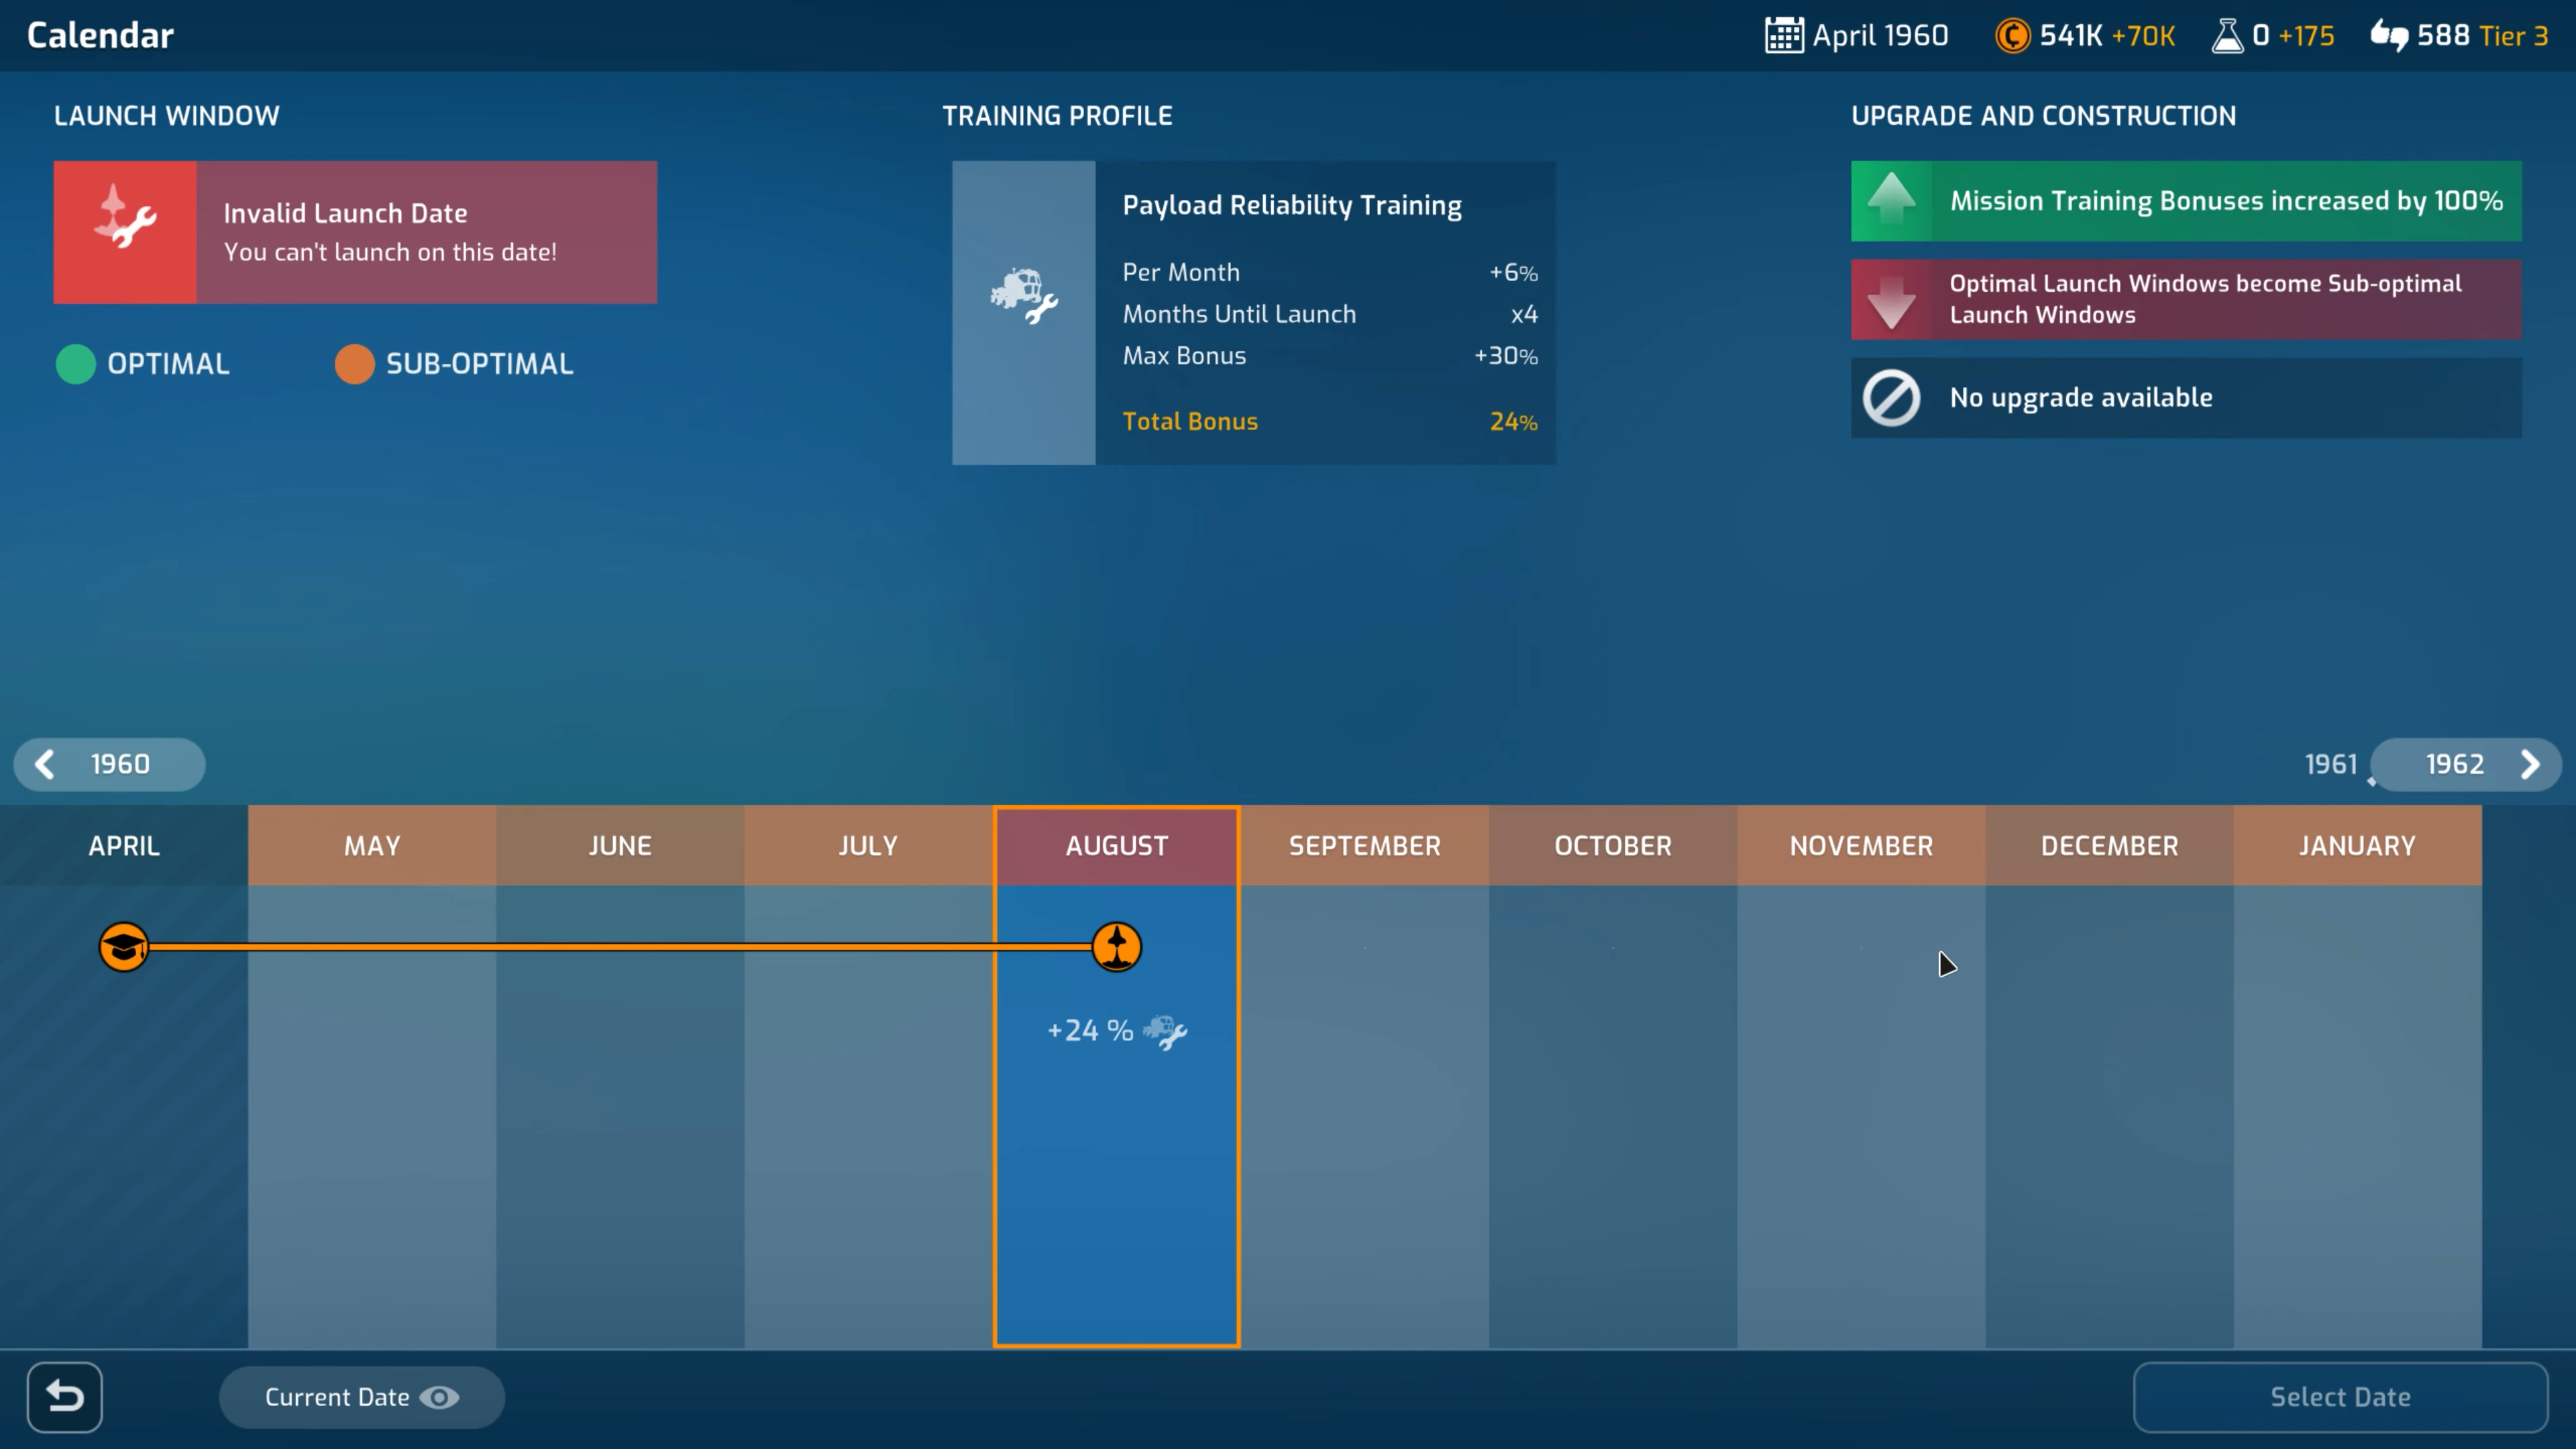 Calendar
April 1960
541K +70K
0 +175
588 Tier 3
LAUNCH WINDOW
Invalid Launch Date
You can't launch on this date!
OPTIMAL
SUB-OPTIMAL
TRAINING PROFILE
Payload Reliability Training
Per Month +6%
Months Until Launch x4
Max Bonus +30%
Total Bonus 24%
UPGRADE AND CONSTRUCTION
Mission Training Bonuses increased by 100%
Optimal Launch Windows become Sub-optimal
Launch Windows
No upgrade available
1960
1961
1962
APRIL
MAY
JUNE
JULY
AUGUST
SEPTEMBER
OCTOBER
NOVEMBER
DECEMBER
JANUARY
+24 %
Current Date
Select Date